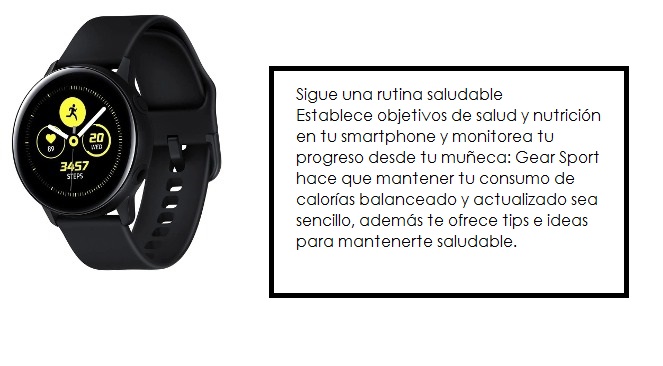 89
20
WED
3457
STEPS
Sigue una rutina saludable
Establece objetivos de salud y nutrición
en tu smartphone y monitorea tu
progreso desde tu muñeca: Gear Sport
hace que mantener tu consumo de
calorías balanceado y actualizado sea
sencillo, además te ofrece tips e ideas
para mantenerte saludable.